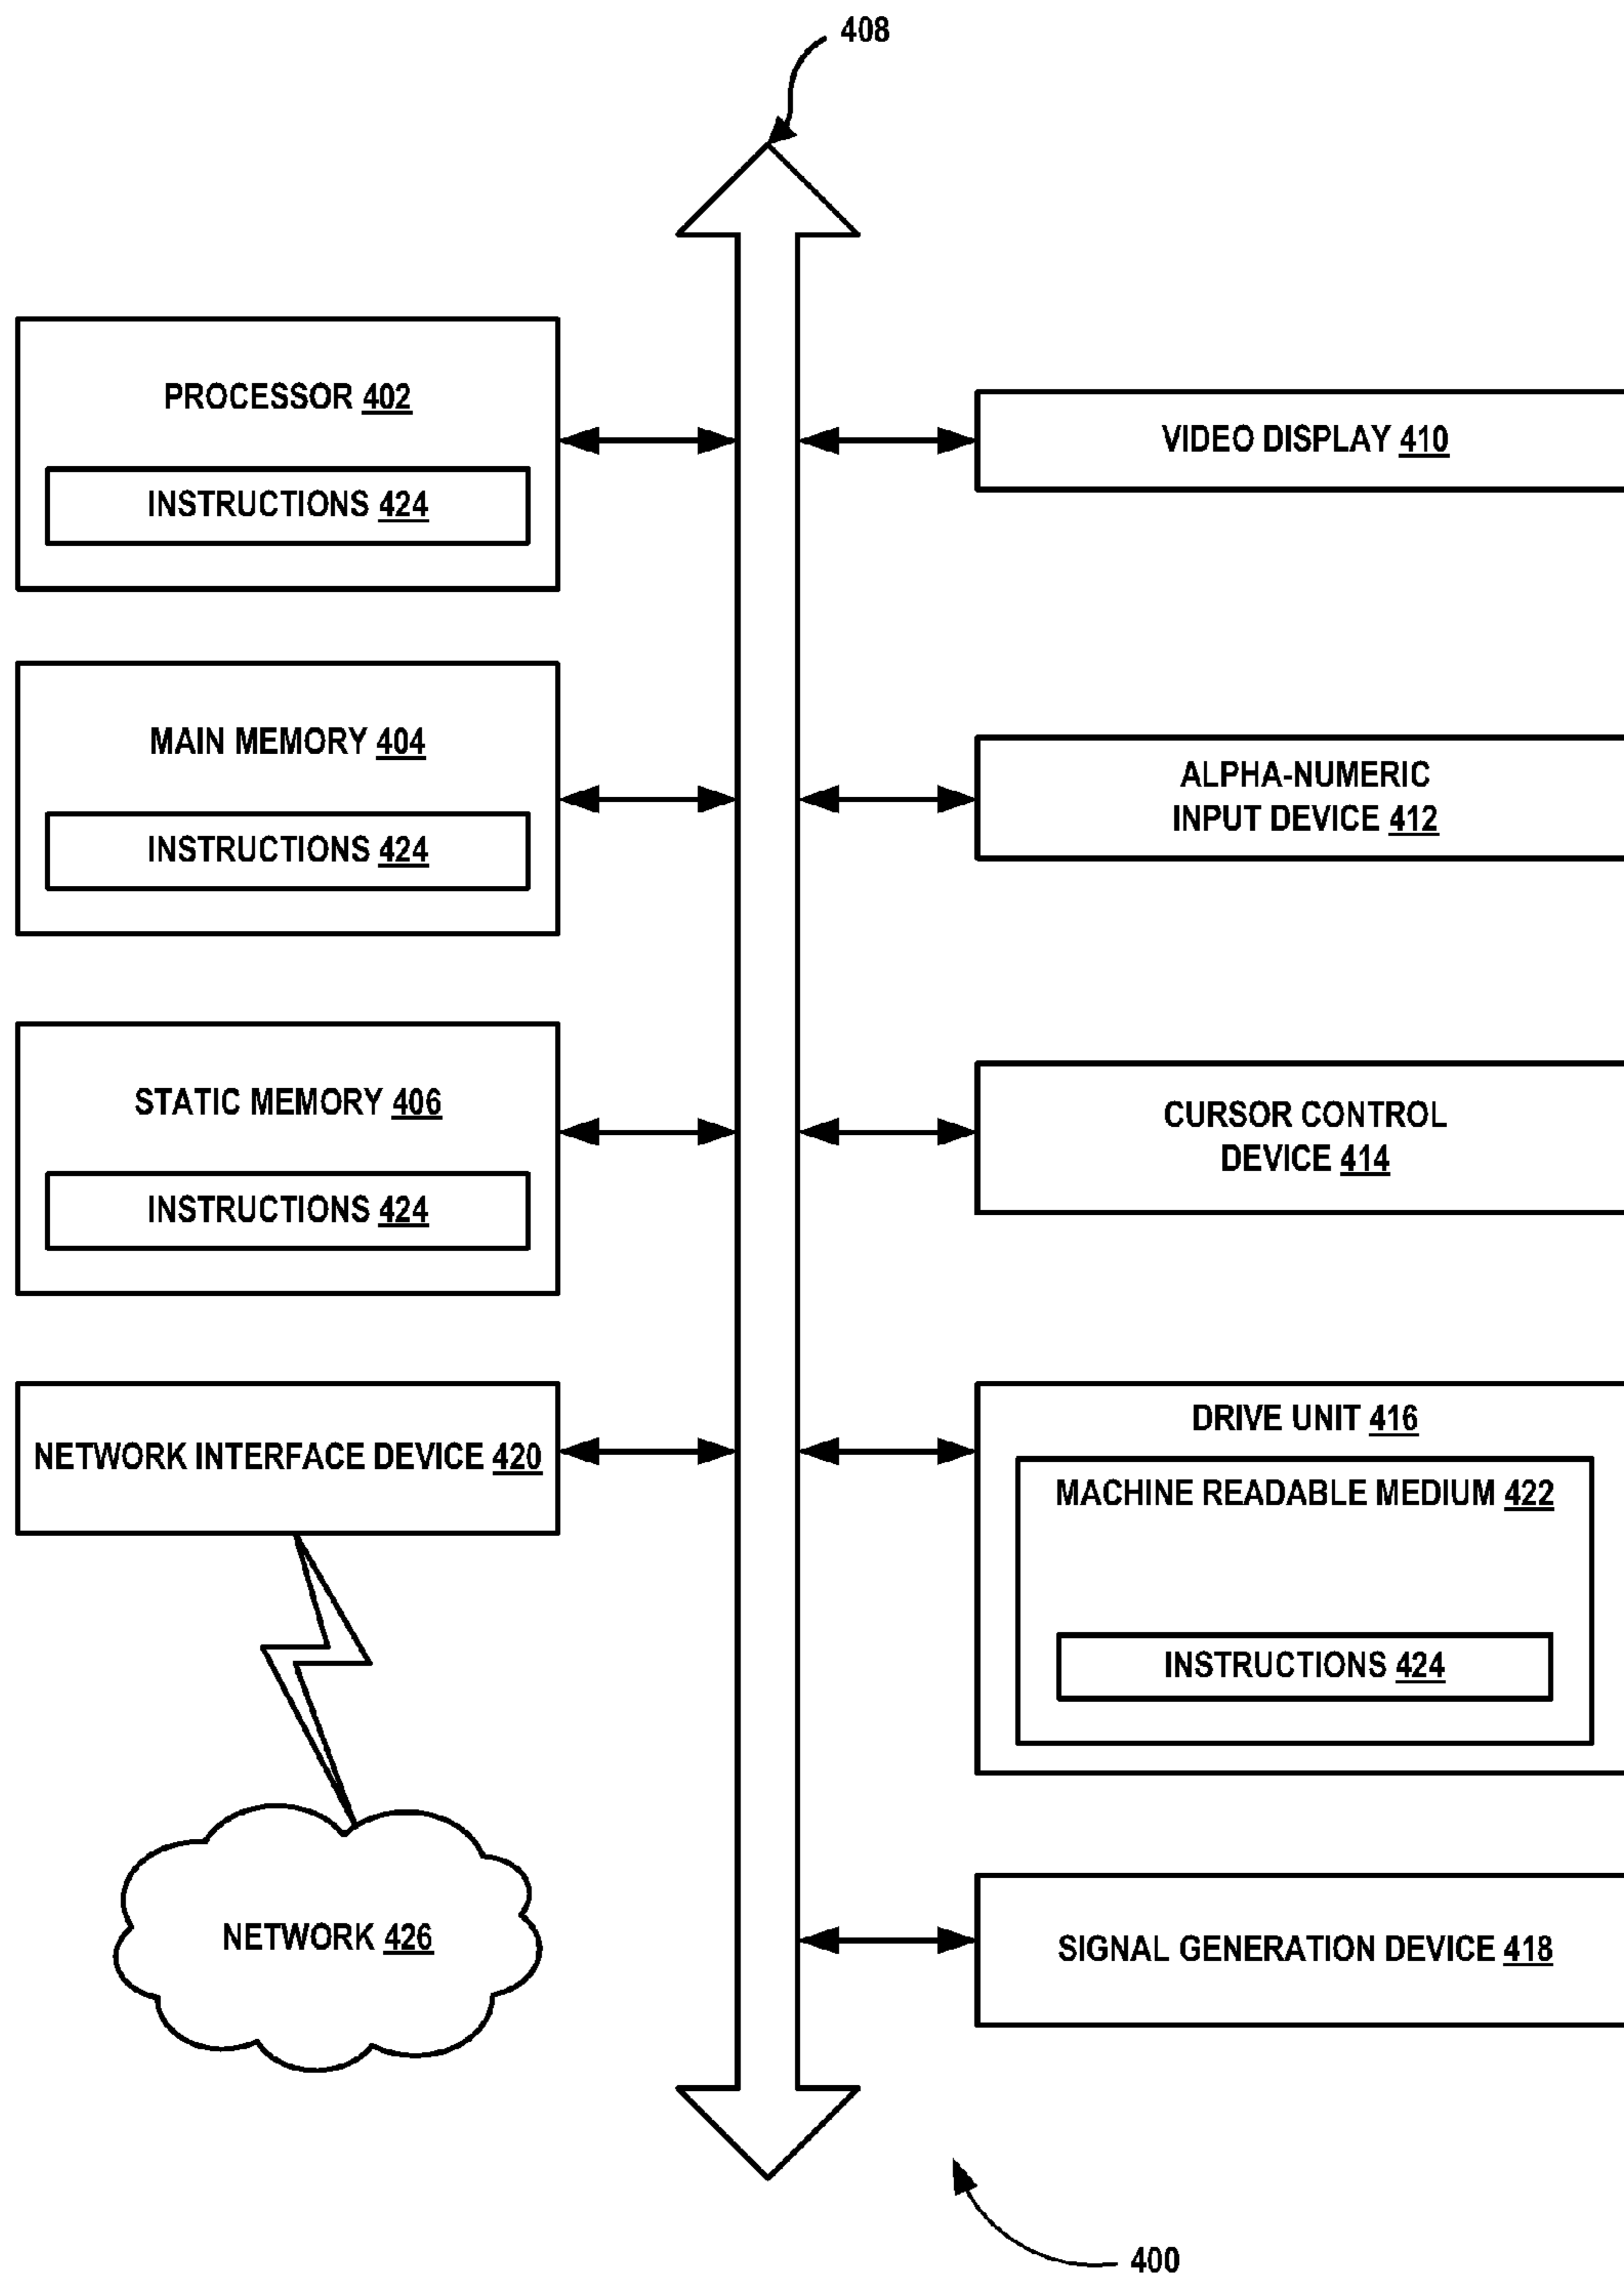 408
PROCESSOR 402
INSTRUCTIONS 424
MAIN MEMORY 404
INSTRUCTIONS 424
STATIC MEMORY 406
INSTRUCTIONS 424
NETWORK INTERFACE DEVICE 420
NETWORK 426
VIDEO DISPLAY 410
ALPHA-NUMERIC
INPUT DEVICE 412
CURSOR CONTROL
DEVICE 414
DRIVE UNIT 416
MACHINE READABLE MEDIUM 422
INSTRUCTIONS 424
SIGNAL GENERATION DEVICE 418
400